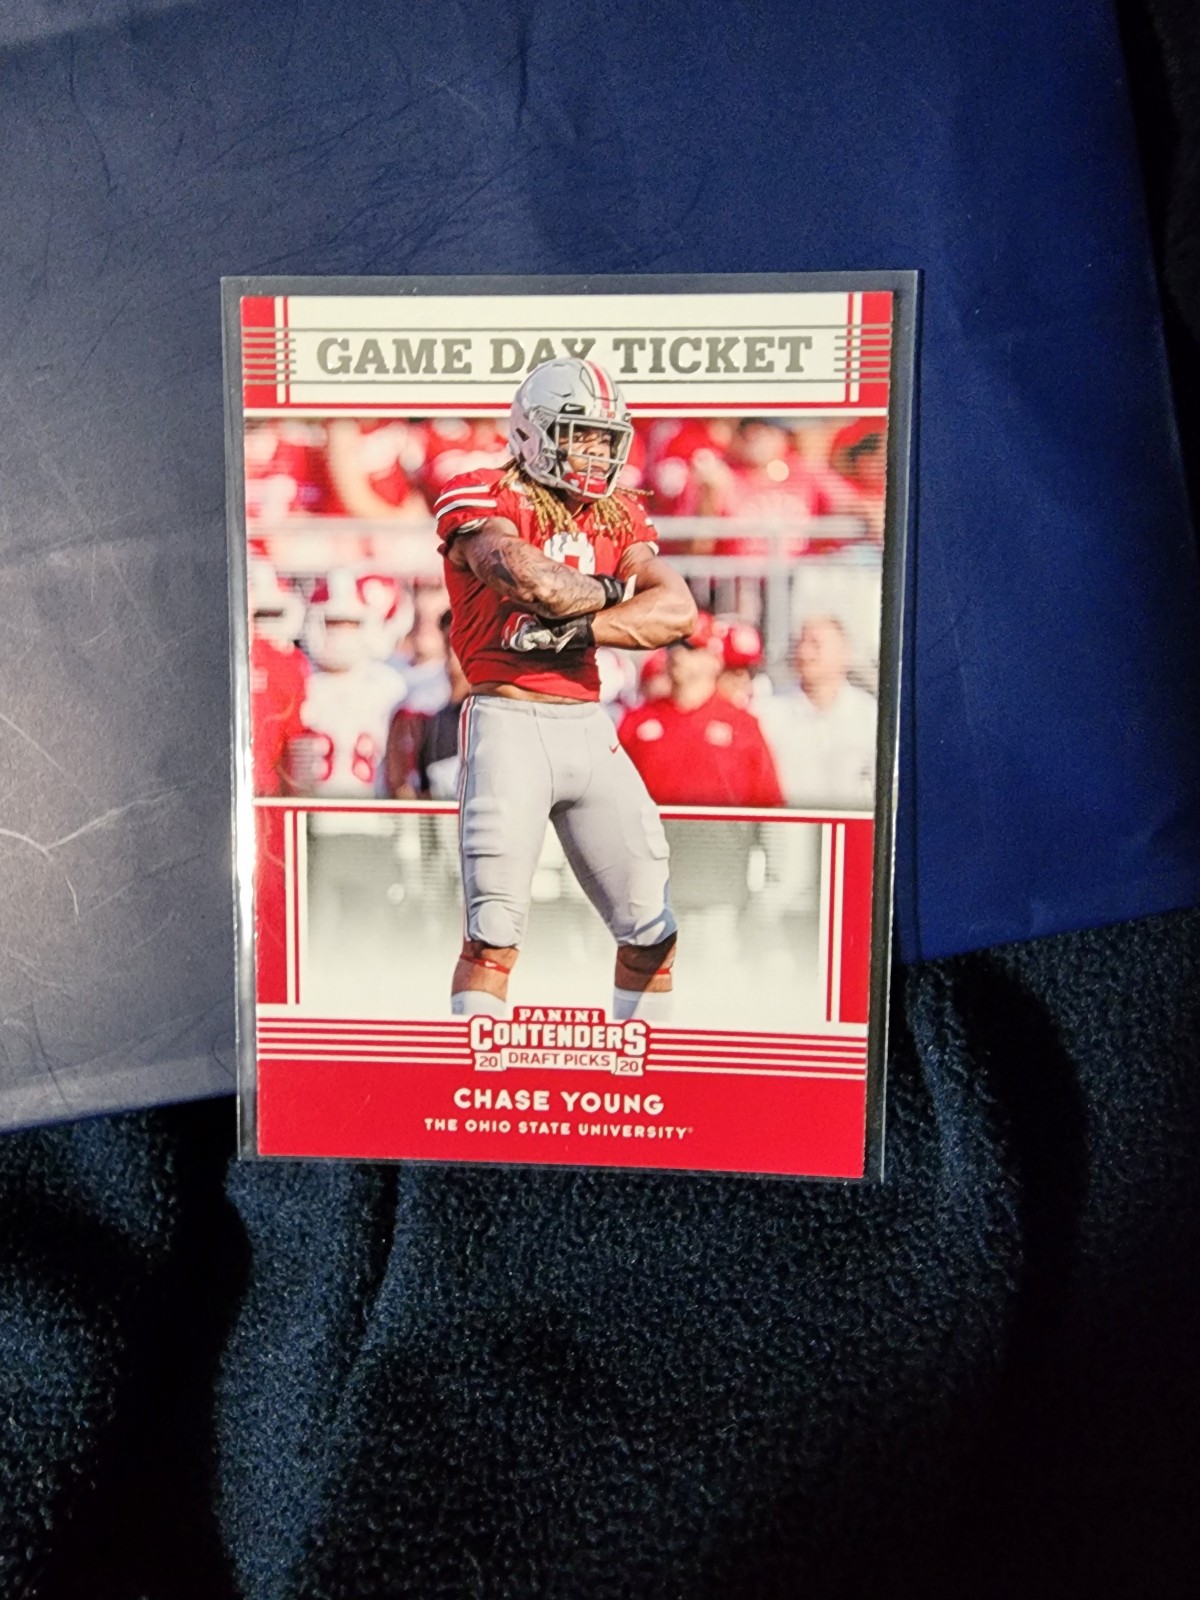 GAME DAY TICKET
PANINI
CONTENDERS
20 DRAFT PICKS 20
CHASE YOUNG
THE OHIO STATE UNIVERSITY®